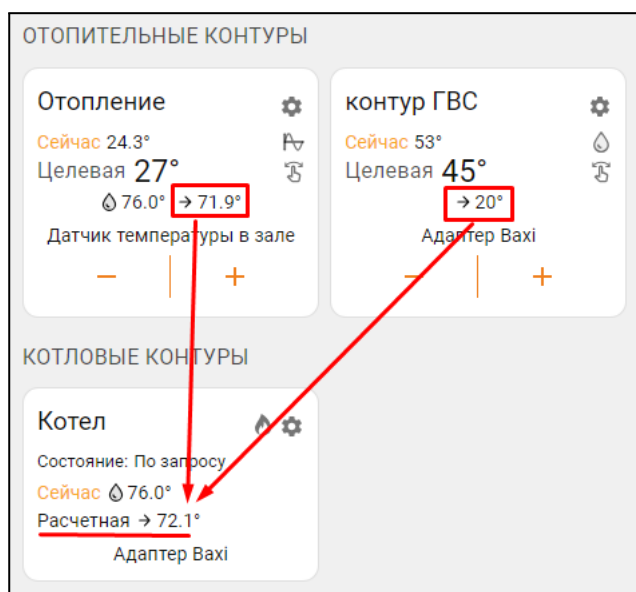 ОТОПИТЕЛЬНЫЕ КОНТУРЫ
Отопление
Сейчас 24.3°
Целевая 27°
76.0° → 71.9°
Датчик температуры в зале
− +
контур ГВС
Сейчас 53°
Целевая 45°
→ 20°
Адаптер Baxi
− +
КОТЛОВЫЕ КОНТУРЫ
Котел
Состояние: По запросу
Сейчас 76.0°
Расчетная → 72.1°
Адаптер Baxi